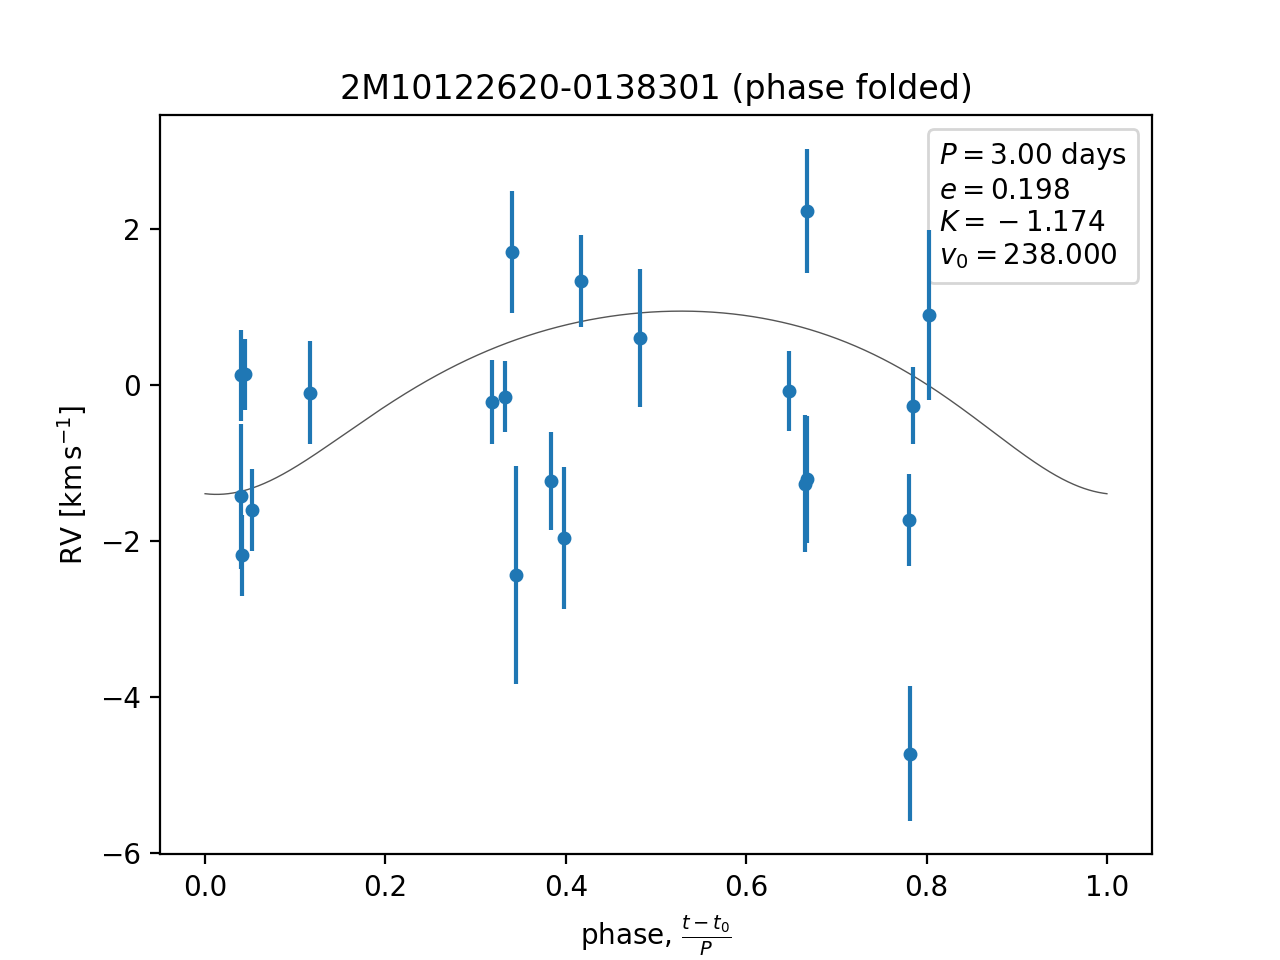 2M10122620-0138301 (phase folded)
P = 3.00 days
e = 0.198
K = −1.174
v₀ = 238.000
2
0
−2
−4
−6
RV [km s⁻¹]
0.0 0.2 0.4 0.6 0.8 1.0
phase, (t − t₀)/P